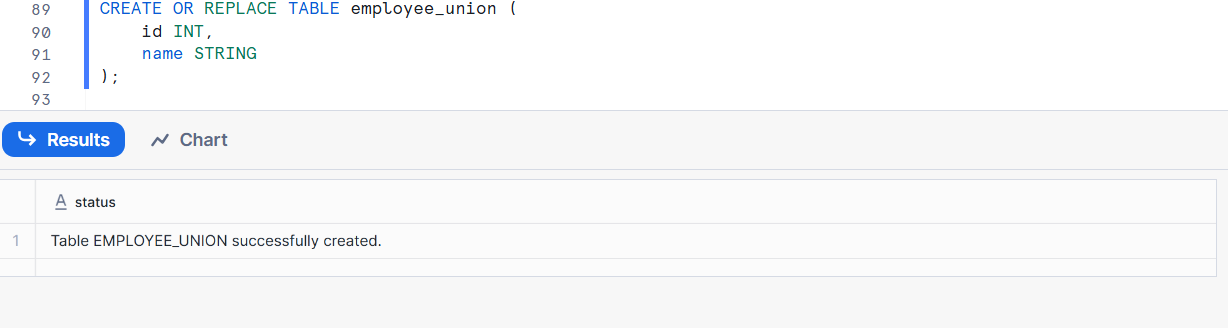 89 CREATE OR REPLACE TABLE employee_union (
90 id INT,
91 name STRING
92 );
93
Results Chart
A status
1 Table EMPLOYEE_UNION successfully created.